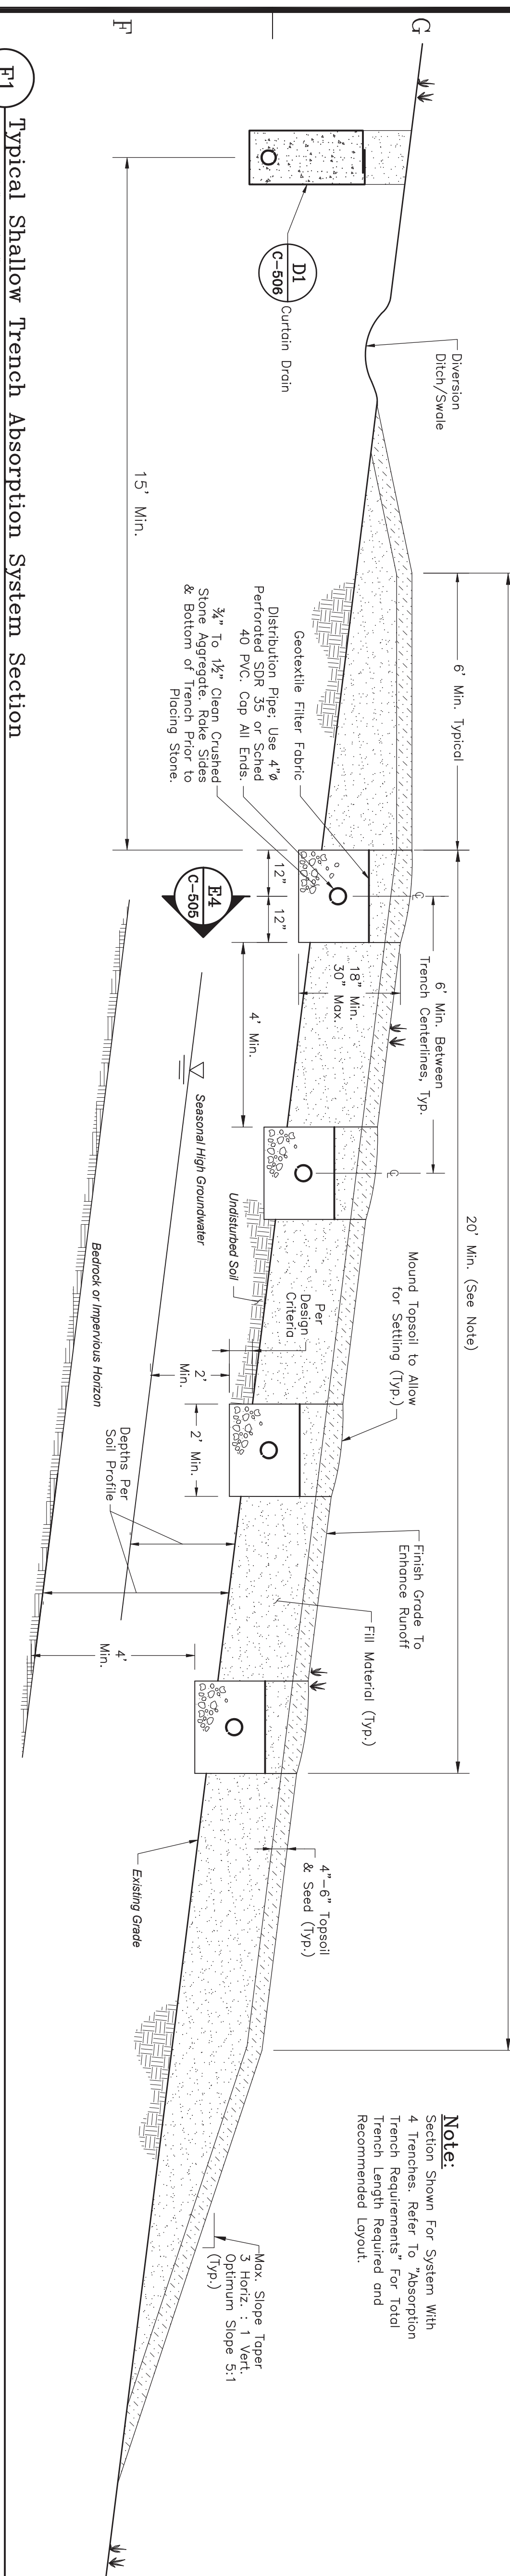 G
F
D1
C-506
Curtain Drain
Diversion
Ditch/Swale
15' Min.
6' Min. Typical
Geotextile Filter Fabric
Distribution Pipe; Use 4"ø
Perforated SDR 35 or Sched
40 PVC. Cap All Ends.
¾" To 1½" Clean Crushed
Stone Aggregate. Rake Sides
& Bottom of Trench Prior to
Placing Stone.
12"
12"
E4
C-505
℄
6' Min. Between
Trench Centerlines, Typ.
18" Min.
30" Max.
4' Min.
℄
20' Min. (See Note)
Seasonal High Groundwater
Bedrock or Impervious Horizon
Undisturbed Soil
Per
Design
Criteria
2'
Min.
2' Min.
Mound Topsoil to Allow
for Settling (Typ.)
Depths Per
Soil Profile
Finish Grade To
Enhance Runoff
Fill Material (Typ.)
4'
Min.
4"-6" Topsoil
& Seed (Typ.)
Existing Grade
Note:
Section Shown For System With
4 Trenches. Refer To "Absorption
Trench Requirements" For Total
Trench Length Required and
Recommended Layout.
Max. Slope Taper
3 Horiz. : 1 Vert.
Optimum Slope 5:1
(Typ.)
Typical Shallow Trench Absorption System Section